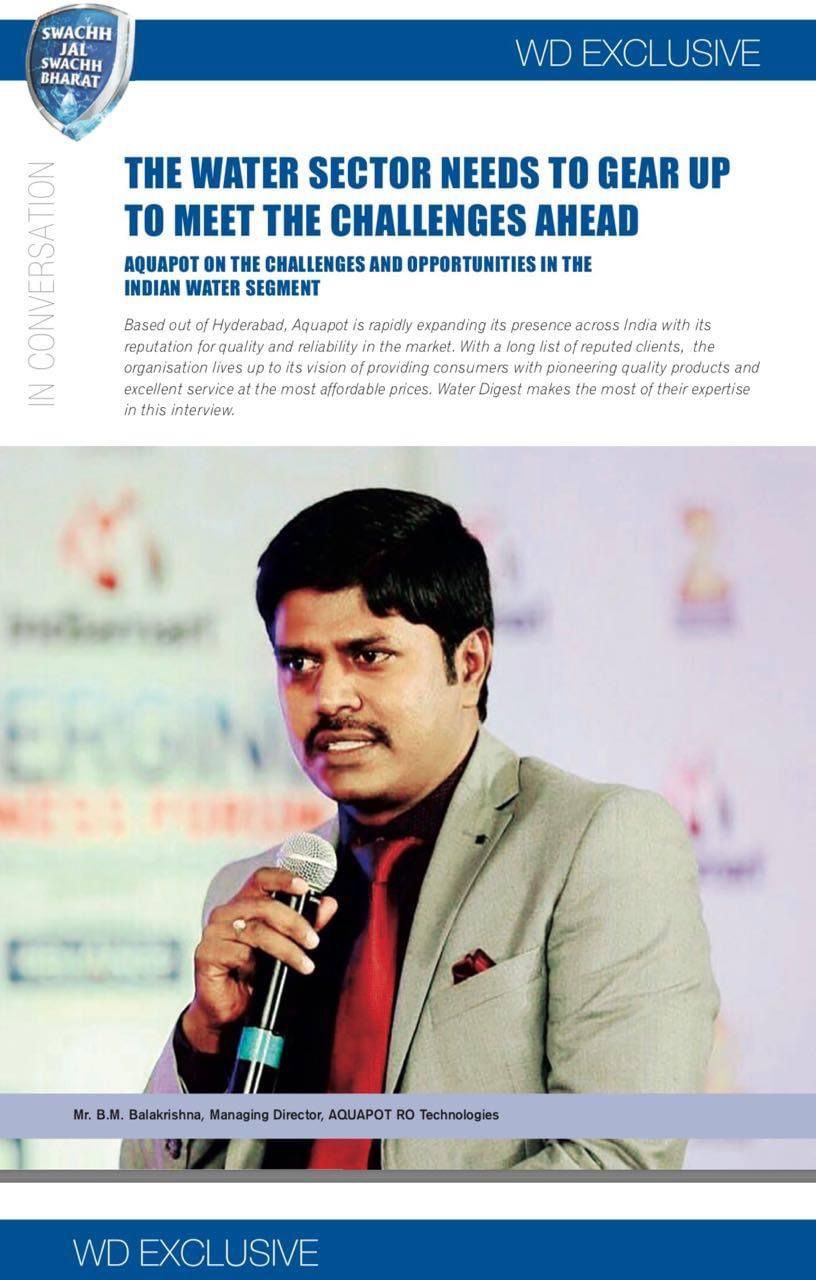 SWACHH
JAL
SWACHH
BHARAT
WD EXCLUSIVE
IN CONVERSATION
THE WATER SECTOR NEEDS TO GEAR UP
TO MEET THE CHALLENGES AHEAD
AQUAPOT ON THE CHALLENGES AND OPPORTUNITIES IN THE
INDIAN WATER SEGMENT
Based out of Hyderabad, Aquapot is rapidly expanding its presence across India with its
reputation for quality and reliability in the market. With a long list of reputed clients, the
organisation lives up to its vision of providing consumers with pioneering quality products and
excellent service at the most affordable prices. Water Digest makes the most of their expertise
in this interview.
Mr. B.M. Balakrishna, Managing Director, AQUAPOT RO Technologies
WD EXCLUSIVE